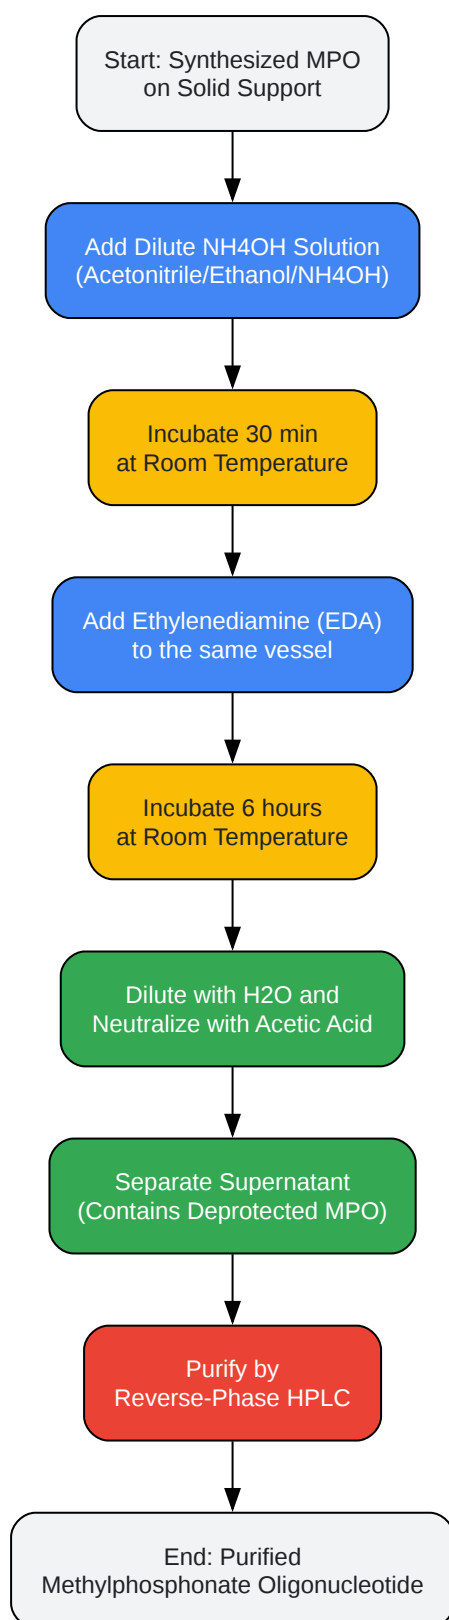 Start: Synthesized MPO
on Solid Support
Add Dilute NH4OH Solution
(Acetonitrile/Ethanol/NH4OH)
Incubate 30 min
at Room Temperature
Add Ethylenediamine (EDA)
to the same vessel
Incubate 6 hours
at Room Temperature
Dilute with H2O and
Neutralize with Acetic Acid
Separate Supernatant
(Contains Deprotected MPO)
Purify by
Reverse-Phase HPLC
End: Purified
Methylphosphonate Oligonucleotide